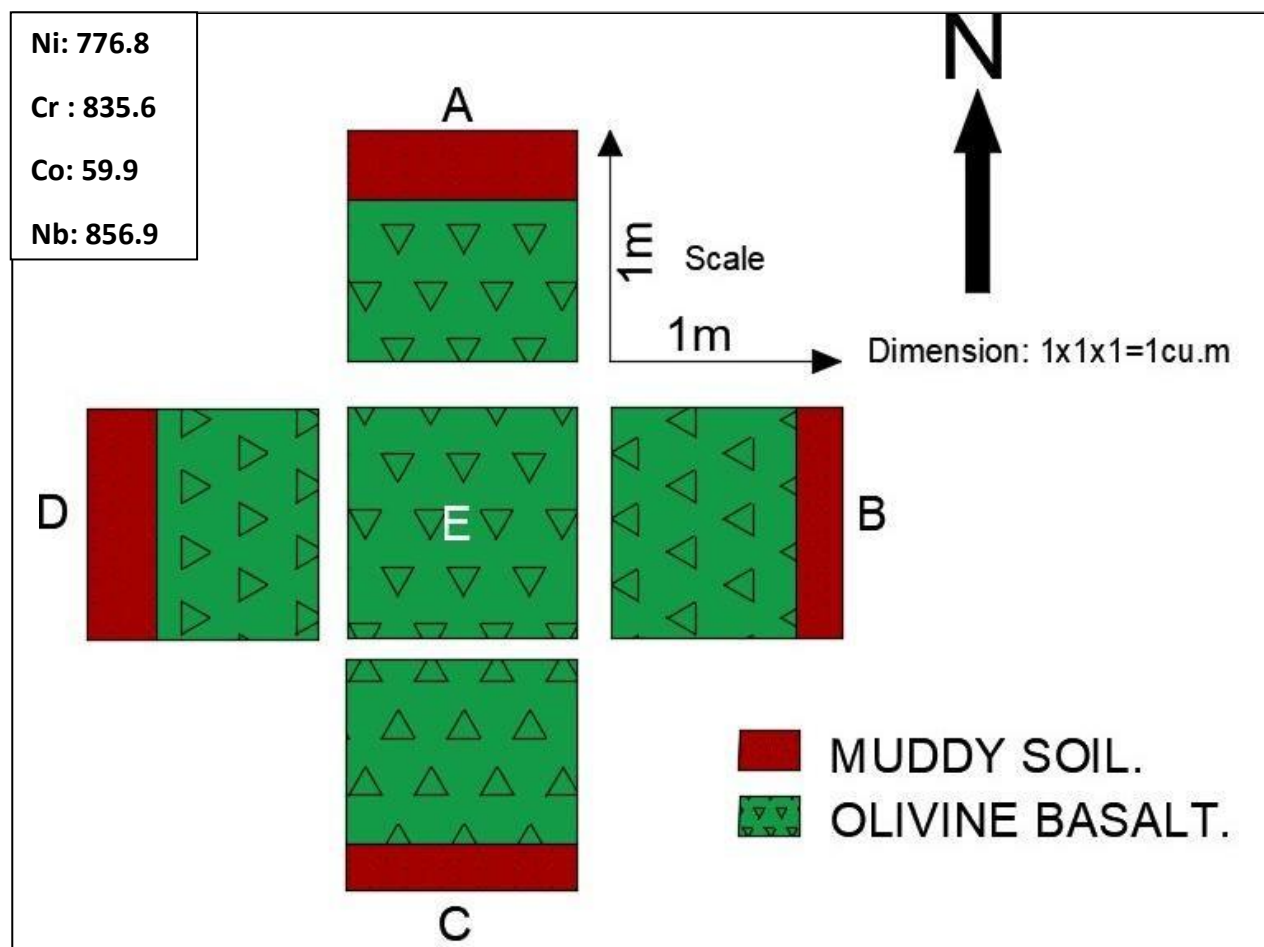 Ni: 776.8
Cr : 835.6
Co: 59.9
Nb: 856.9
N
A
1m
Scale
1m
Dimension: 1x1x1=1cu.m
D
E
B
MUDDY SOIL.
OLIVINE BASALT.
C